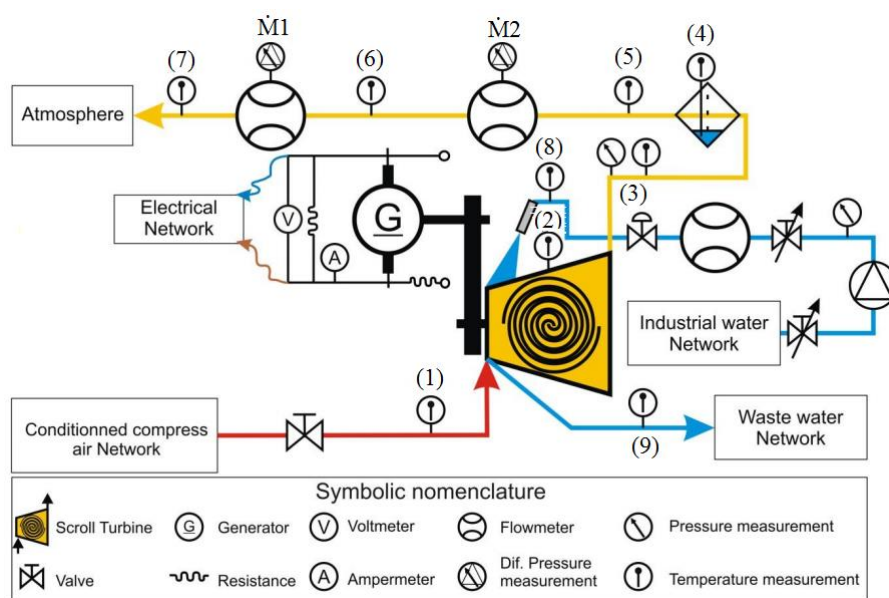 Ṁ1
Ṁ2
(7)
(6)
(5)
(4)
Atmosphere
(8)
(3)
(2)
Electrical
Network
V
A
G
Industrial water
Network
(1)
Conditionned compress
air Network
(9)
Waste water
Network
Symbolic nomenclature
Scroll Turbine
G Generator
V Voltmeter
Flowmeter
Pressure measurement
Valve
Resistance
A Ampermeter
Dif. Pressure
measurement
Temperature measurement